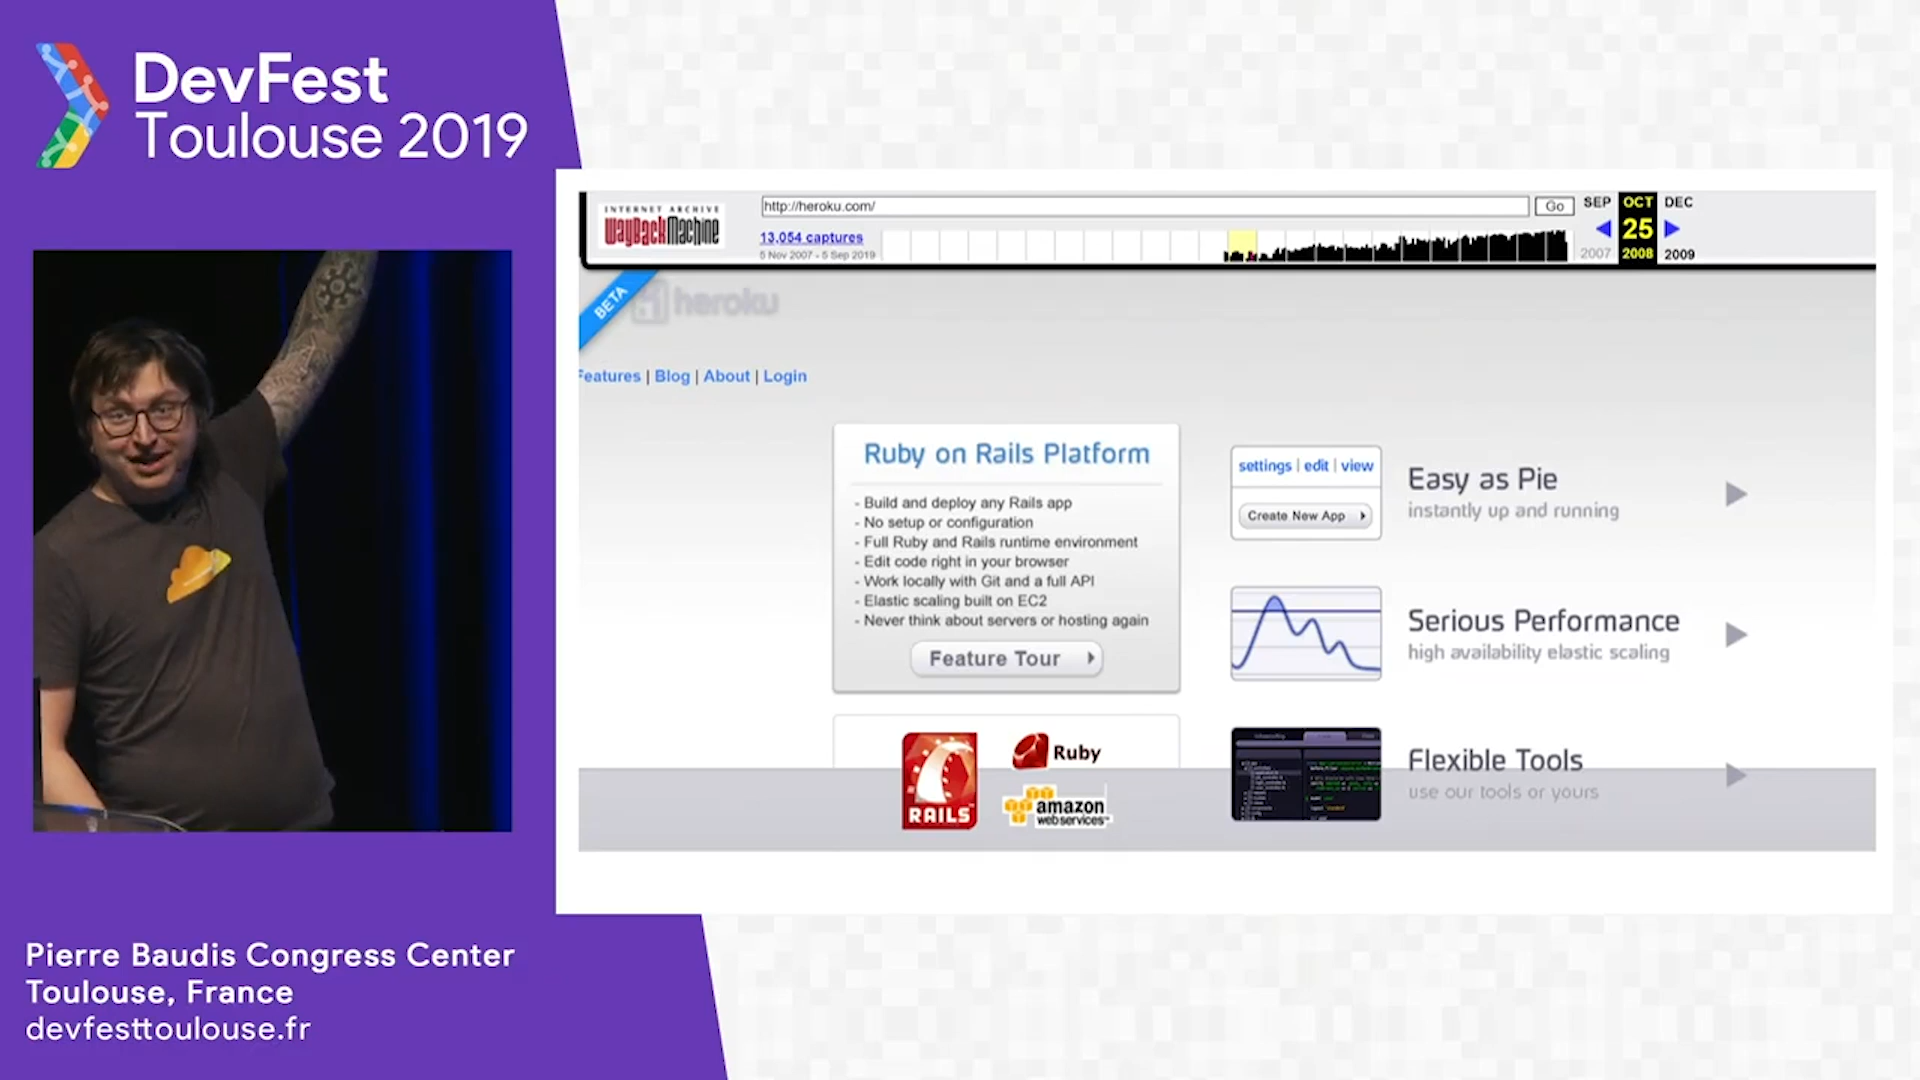 DevFest
Toulouse 2019
INTERNET ARCHIVE
WayBackMachine
http://heroku.com/
Go
SEP OCT DEC
13,054 captures
25
5 Nov 2007 - 5 Sep 2019
2007 2008 2009
BETA
heroku
Features | Blog | About | Login
Ruby on Rails Platform
- Build and deploy any Rails app
- No setup or configuration
- Full Ruby and Rails runtime environment
- Edit code right in your browser
- Work locally with Git and a full API
- Elastic scaling built on EC2
- Never think about servers or hosting again
Feature Tour
settings | edit | view
Create New App
Easy as Pie
instantly up and running
Serious Performance
high availability elastic scaling
RAILS
Ruby
amazon
webservices™
Flexible Tools
use our tools or yours
Pierre Baudis Congress Center
Toulouse, France
devfesttoulouse.fr